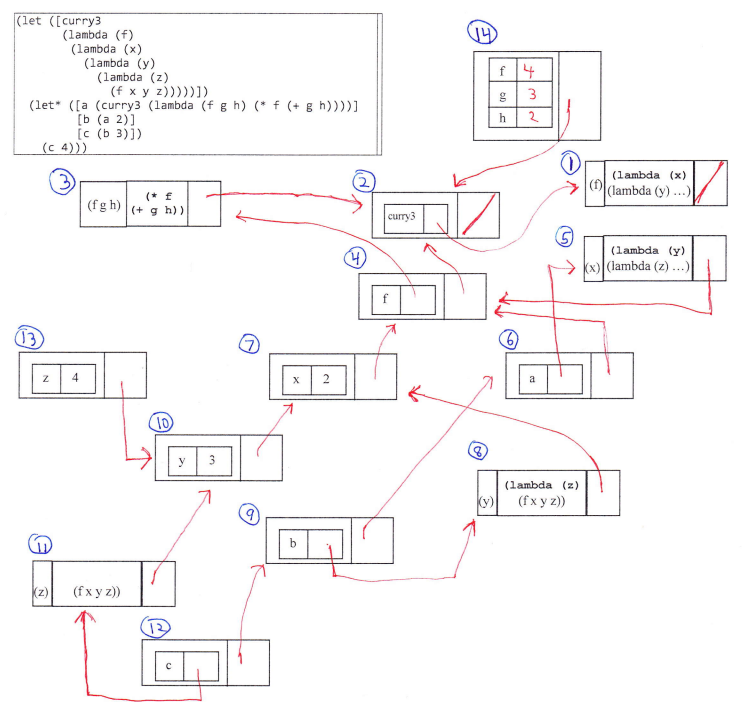 (let ([curry3
(lambda (f)
(lambda (x)
(lambda (y)
(lambda (z)
(f x y z)))))])
(let* ([a (curry3 (lambda (f g h) (* f (+ g h))))]
[b (a 2)]
[c (b 3)])
(c 4)))
14
f 4
g 3
h 2
3
(f g h) (* f
(+ g h))
2
curry3
1
(f) (lambda (x)
(lambda (y) ...)
5
(x) (lambda (y)
(lambda (z) ...)
4
f
13
z 4
7
x 2
6
a
10
y 3
8
(y) (lambda (z)
(f x y z))
9
b
11
(z) (f x y z))
12
c